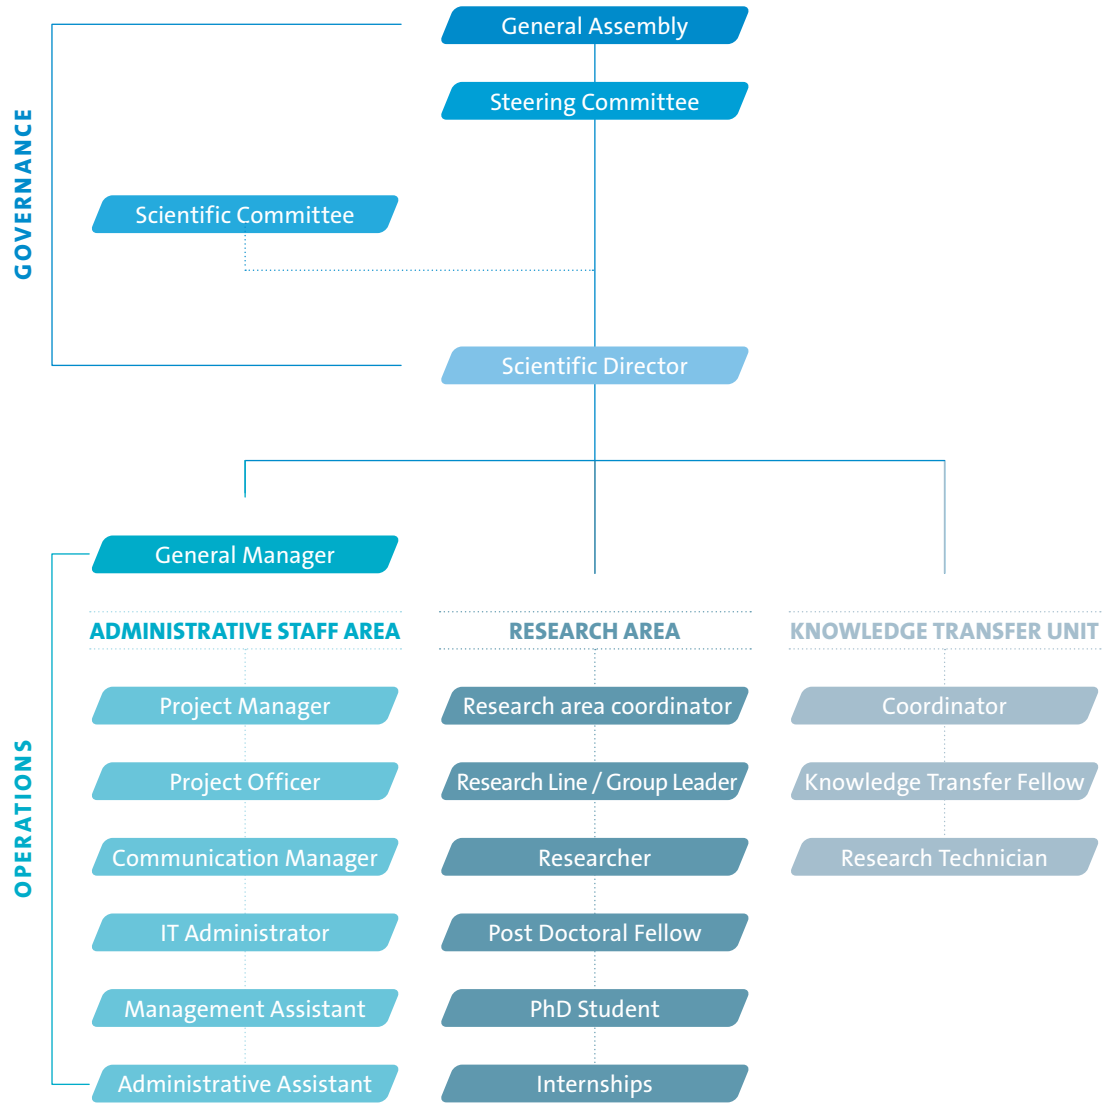 General Assembly
Steering Committee
GOVERNANCE
Scientific Committee
Scientific Director
General Manager
ADMINISTRATIVE STAFF AREA
RESEARCH AREA
KNOWLEDGE TRANSFER UNIT
OPERATIONS
Project Manager
Research area coordinator
Coordinator
Project Officer
Research Line / Group Leader
Knowledge Transfer Fellow
Communication Manager
Researcher
Research Technician
IT Administrator
Post Doctoral Fellow
Management Assistant
PhD Student
Administrative Assistant
Internships